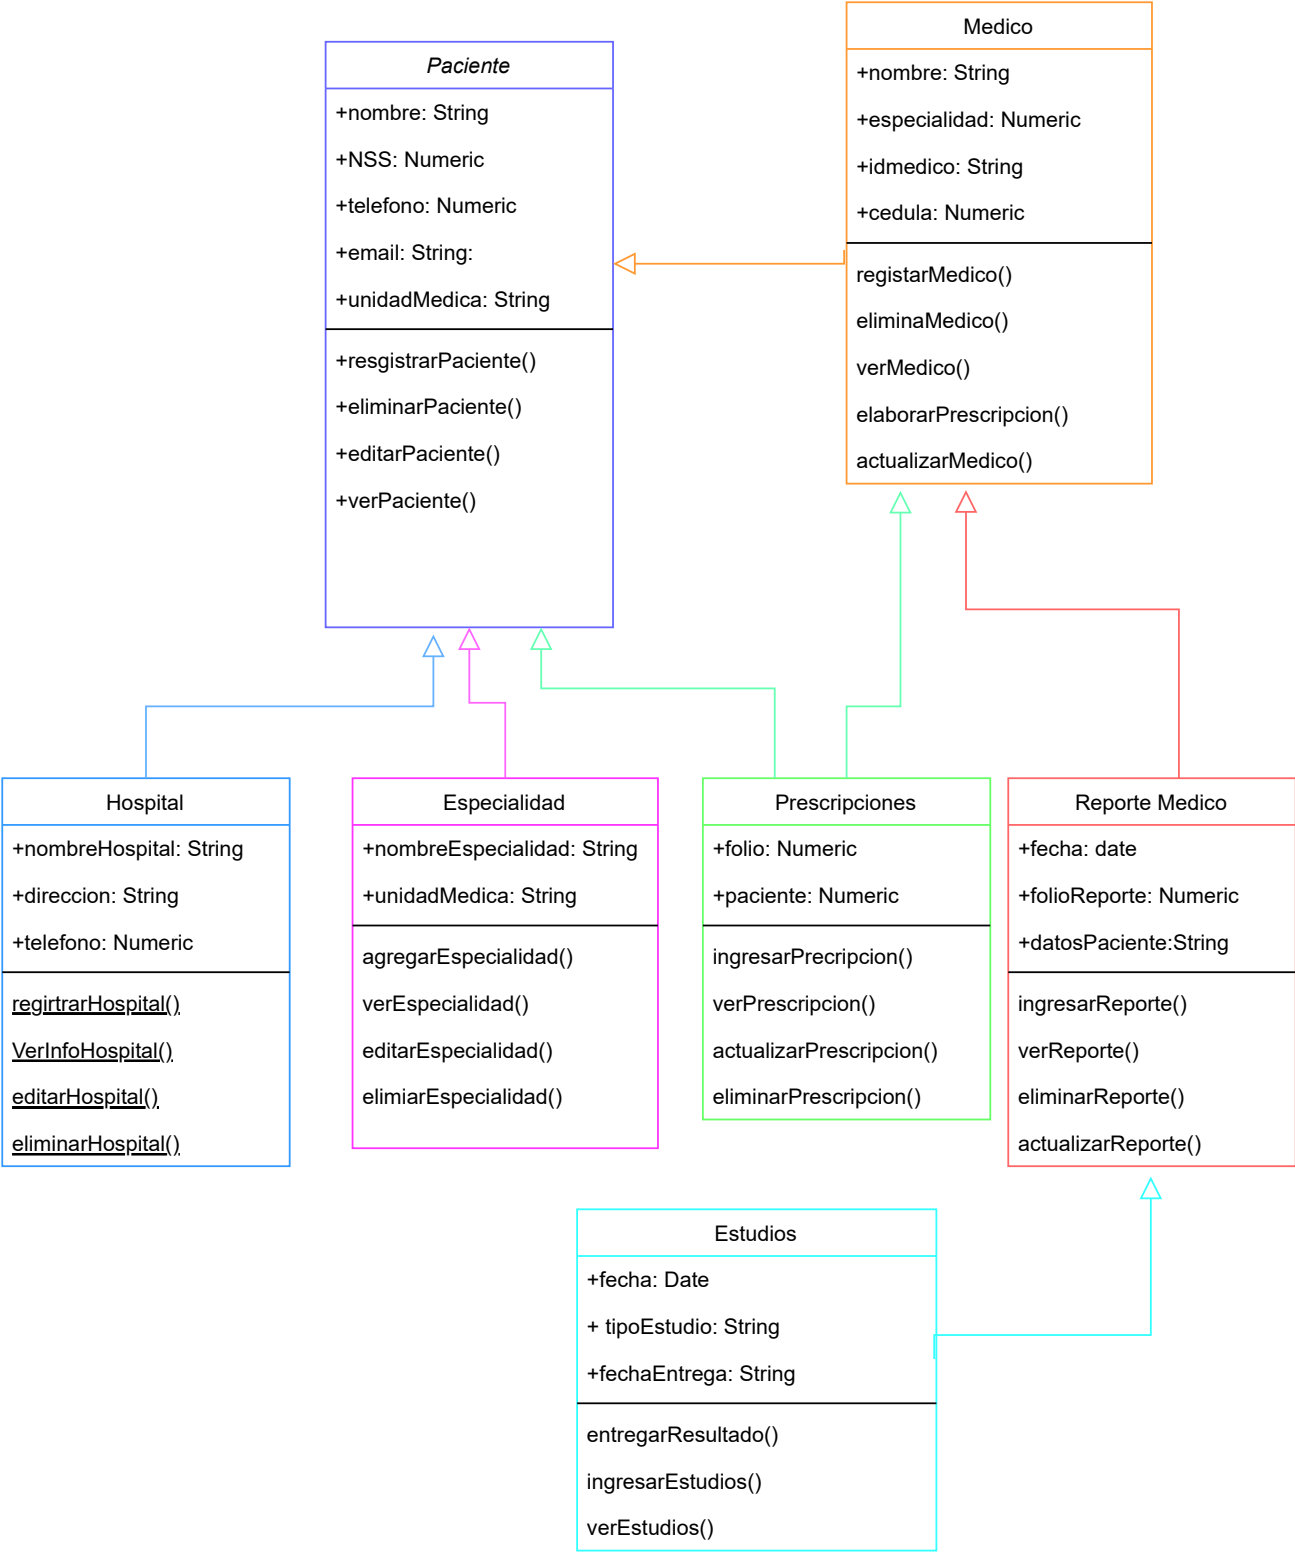 Paciente
+nombre: String
+NSS: Numeric
+telefono: Numeric
+email: String:
+unidadMedica: String
+resgistrarPaciente()
+eliminarPaciente()
+editarPaciente()
+verPaciente()
Medico
+nombre: String
+especialidad: Numeric
+idmedico: String
+cedula: Numeric
registarMedico()
eliminaMedico()
verMedico()
elaborarPrescripcion()
actualizarMedico()
Hospital
+nombreHospital: String
+direccion: String
+telefono: Numeric
regirtrarHospital()
VerInfoHospital()
editarHospital()
eliminarHospital()
Especialidad
+nombreEspecialidad: String
+unidadMedica: String
agregarEspecialidad()
verEspecialidad()
editarEspecialidad()
elimiarEspecialidad()
Prescripciones
+folio: Numeric
+paciente: Numeric
ingresarPrecripcion()
verPrescripcion()
actualizarPrescripcion()
eliminarPrescripcion()
Reporte Medico
+fecha: date
+folioReporte: Numeric
+datosPaciente:String
ingresarReporte()
verReporte()
eliminarReporte()
actualizarReporte()
Estudios
+fecha: Date
+ tipoEstudio: String
+fechaEntrega: String
entregarResultado()
ingresarEstudios()
verEstudios()